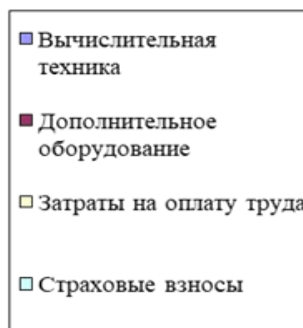 Вычислительная
техника
Дополнительное
оборудование
Затраты на оплату труда
Страховые взносы